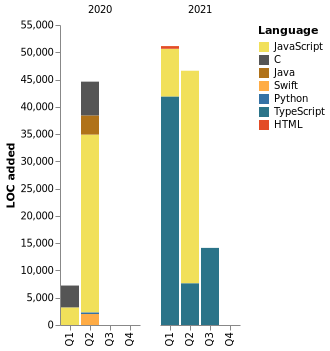 2020 2021
Language
JavaScript
C
Java
Swift
Python
TypeScript
HTML
LOC added
55,000
50,000
45,000
40,000
35,000
30,000
25,000
20,000
15,000
10,000
5,000
0
Q1 Q2 Q3 Q4 Q1 Q2 Q3 Q4